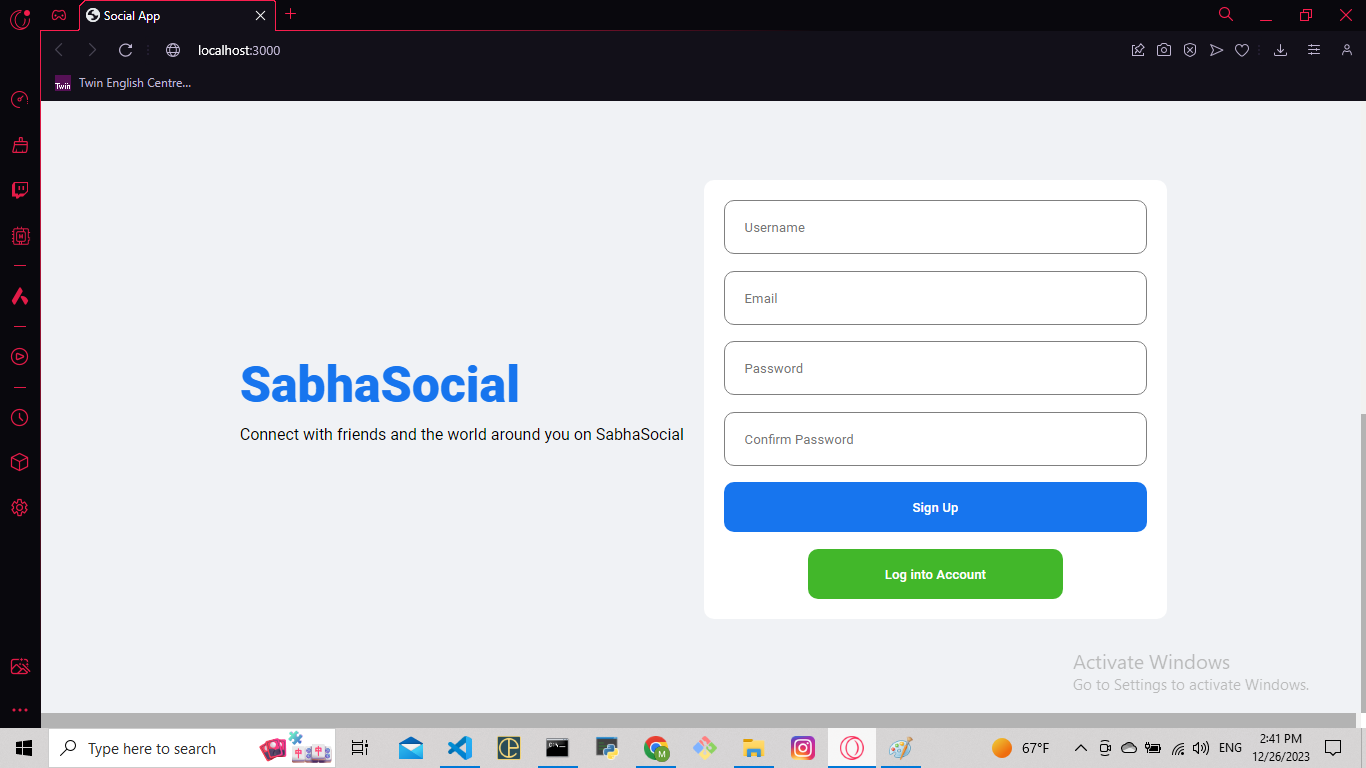 Social App
localhost:3000
Twin
Twin English Centre...
SabhaSocial
Connect with friends and the world around you on SabhaSocial
Username
Email
Password
Confirm Password
Sign Up
Log into Account
Activate Windows
Go to Settings to activate Windows.
Type here to search
M
67°F
ENG
2:41 PM
12/26/2023